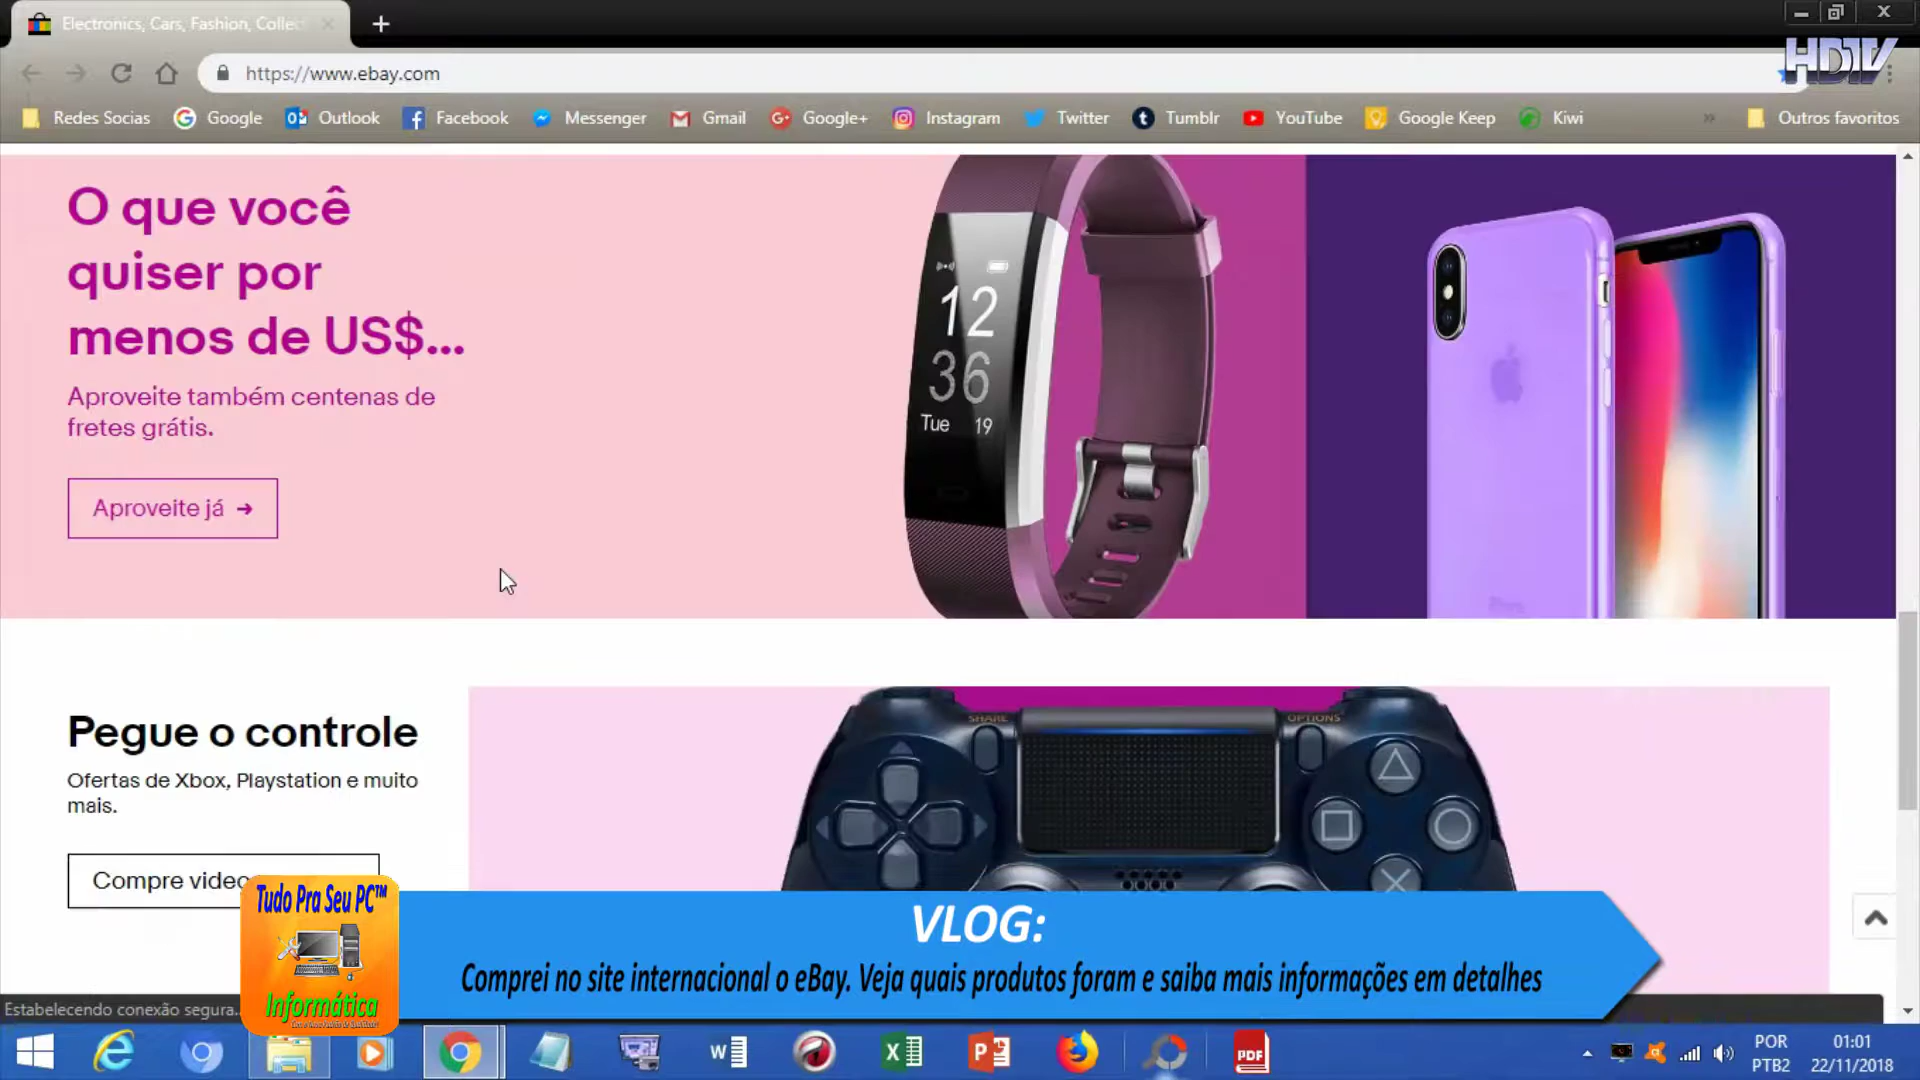 Electronics, Cars, Fashion, Collec
HDTV
https://www.ebay.com
Redes Socias
Google
Outlook
Facebook
Messenger
Gmail
Google+
Instagram
Twitter
Tumblr
YouTube
Google Keep
Kiwi
Outros favoritos
O que você
quiser por
menos de US$...
Aproveite também centenas de
fretes grátis.
Aproveite já
12
36
Tue 19
Pegue o controle
Ofertas de Xbox, Playstation e muito
mais.
SHARE
OPTIONS
Compre video
Tudo Pra Seu PC™
Informática
VLOG:
Comprei no site internacional o eBay. Veja quais produtos foram e saiba mais informações em detalhes
Estabelecendo conexão segura...
PDF
POR
PTB2
01:01
22/11/2018